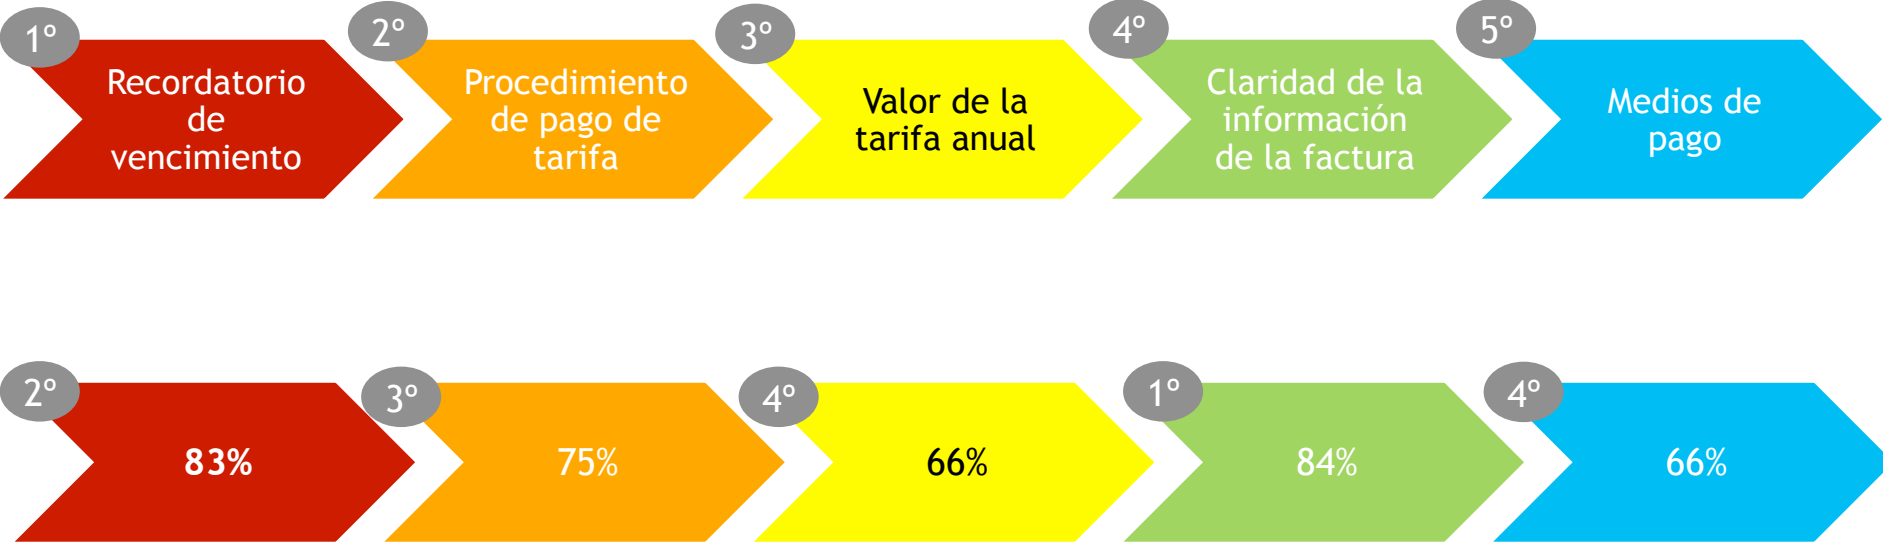 1º
Recordatorio
de
vencimiento
2º
Procedimiento
de pago de
tarifa
3º
Valor de la
tarifa anual
4º
Claridad de la
información
de la factura
5º
Medios de
pago
2º
83%
3º
75%
4º
66%
1º
84%
4º
66%